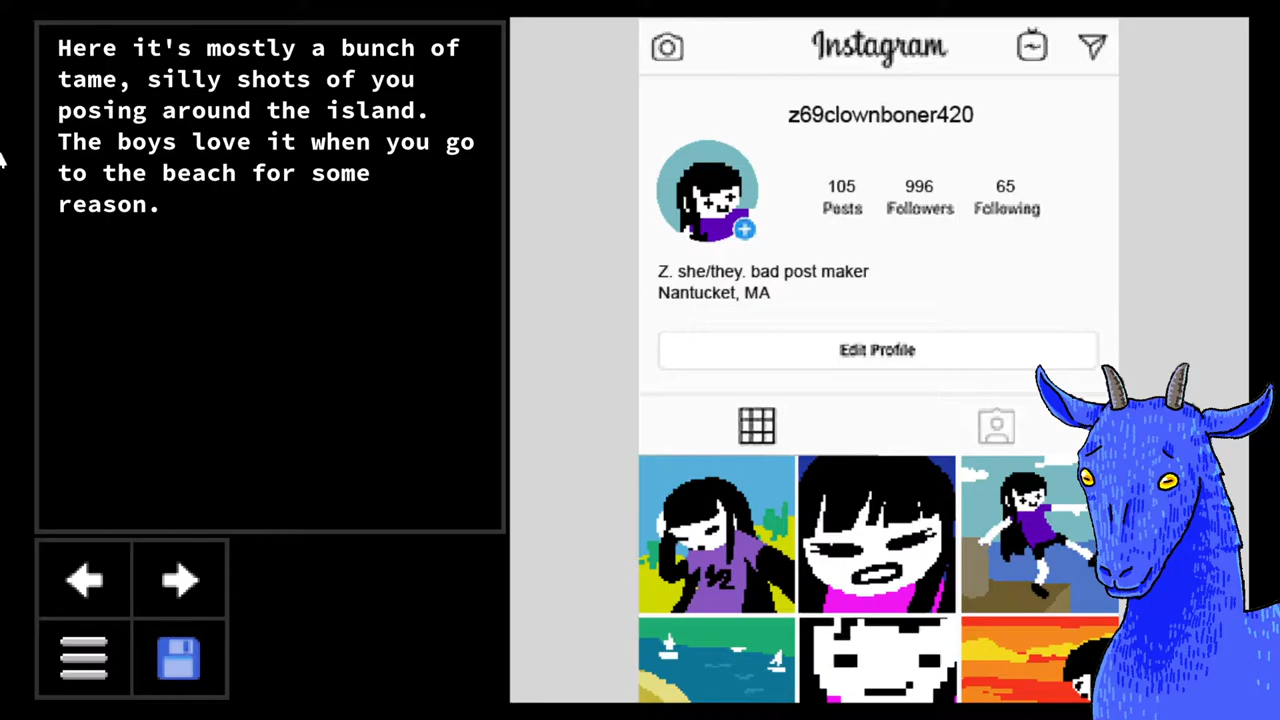 Here it's mostly a bunch of
tame, silly shots of you
posing around the island.
The boys love it when you go
to the beach for some
reason.
Instagram
z69clownboner420
105 996 65
Posts Followers Following
Z. she/they. bad post maker
Nantucket, MA
Edit Profile